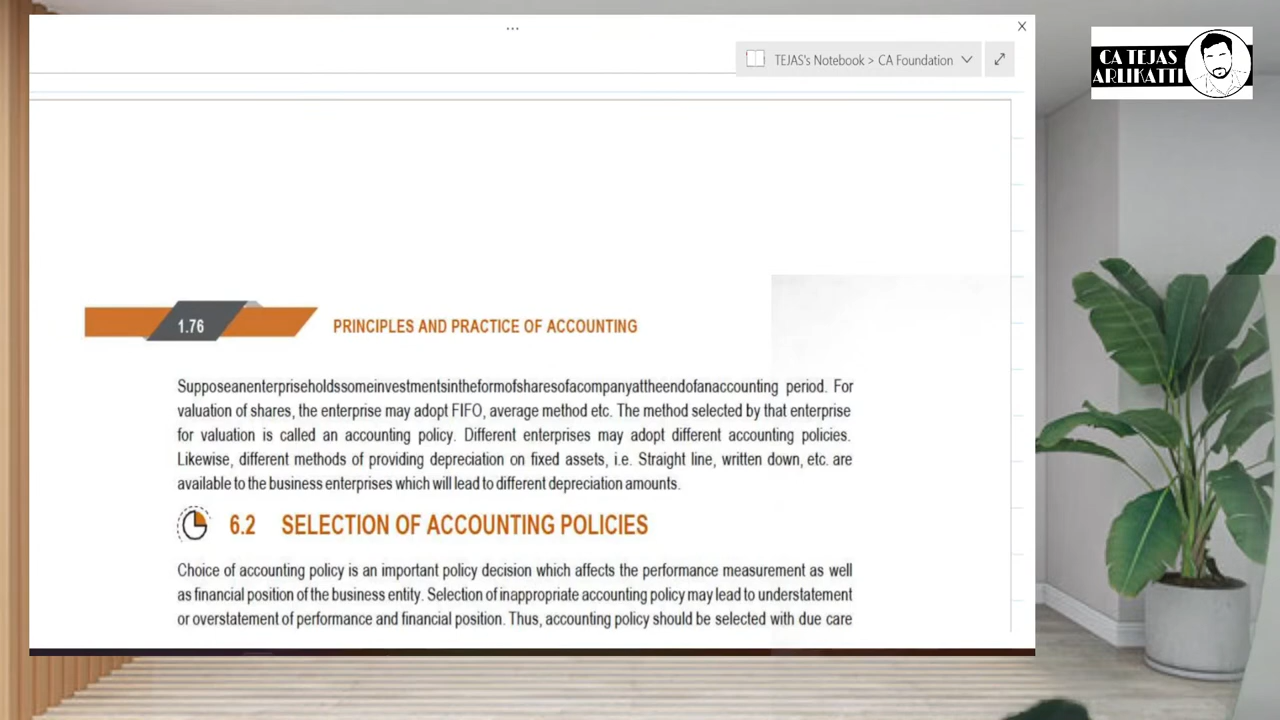 ...
X
TEJAS's Notebook > CA Foundation
CA TEJAS
ARLIKATTI
1.76
PRINCIPLES AND PRACTICE OF ACCOUNTING
Supposeanenterpriseholdssomeinvestmentsintheformofsharesofacompanyattheendofanaccounting period. For
valuation of shares, the enterprise may adopt FIFO, average method etc. The method selected by that enterprise
for valuation is called an accounting policy. Different enterprises may adopt different accounting policies.
Likewise, different methods of providing depreciation on fixed assets, i.e. Straight line, written down, etc. are
available to the business enterprises which will lead to different depreciation amounts.
6.2 SELECTION OF ACCOUNTING POLICIES
Choice of accounting policy is an important policy decision which affects the performance measurement as well
as financial position of the business entity. Selection of inappropriate accounting policy may lead to understatement
or overstatement of performance and financial position. Thus, accounting policy should be selected with due care